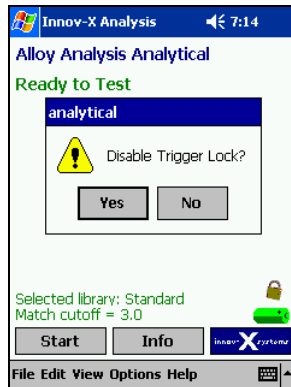 Innov-X Analysis 7:14
Alloy Analysis Analytical
Ready to Test
analytical
Disable Trigger Lock?
Yes No
Selected library: Standard
Match cutoff = 3.0
Start Info innov-X systems
File Edit View Options Help